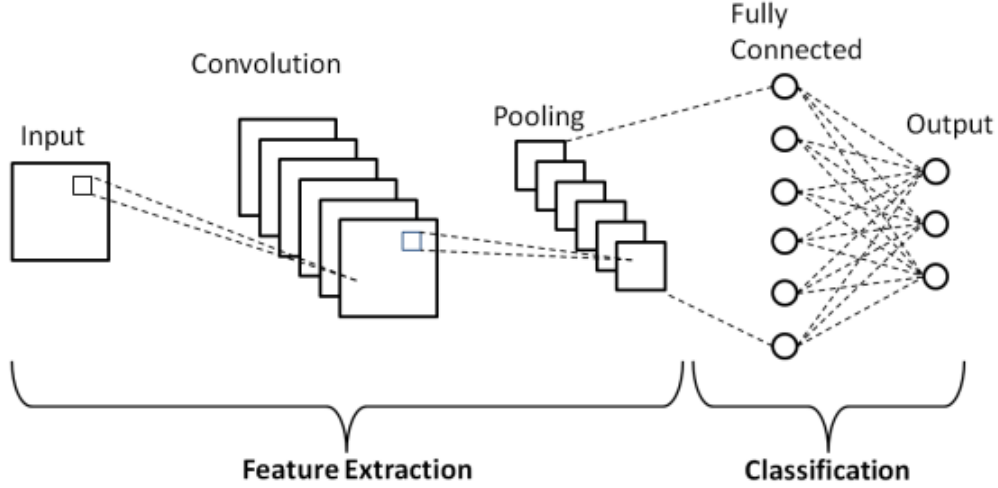 Input
Convolution
Pooling
Fully
Connected
Output
Feature Extraction
Classification